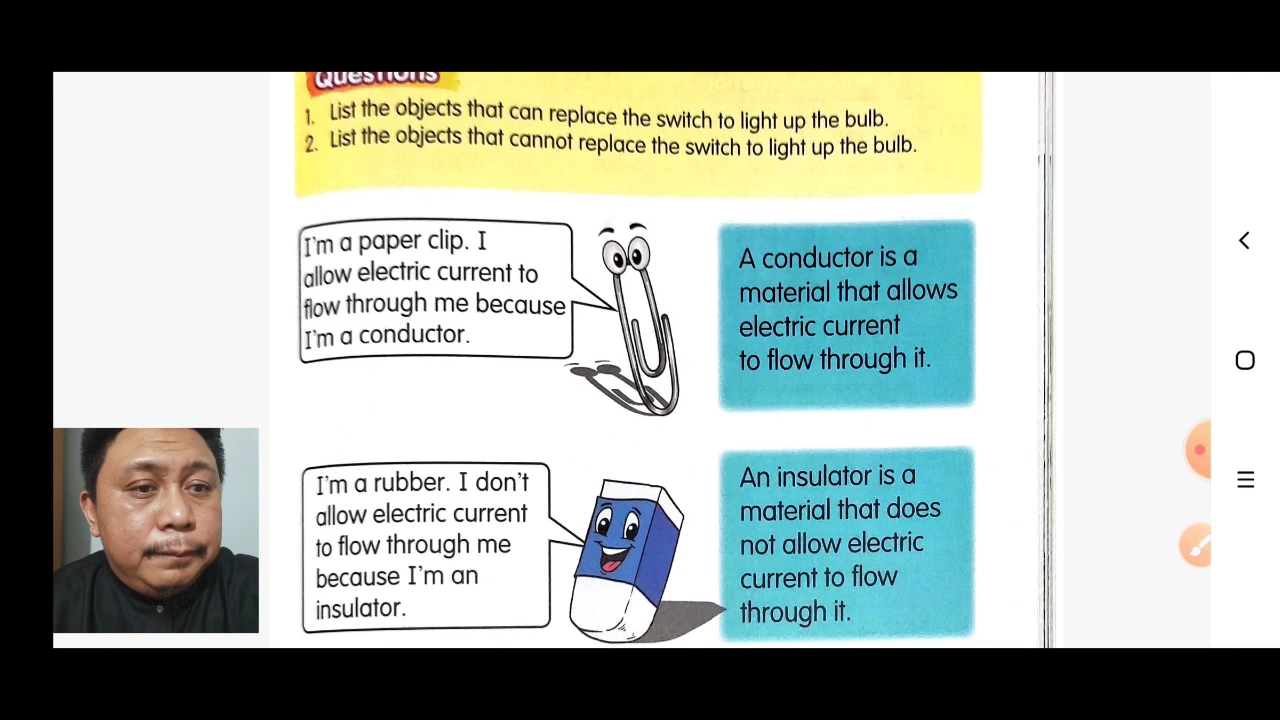 Questions
1. List the objects that can replace the switch to light up the bulb.
2. List the objects that cannot replace the switch to light up the bulb.
I'm a paper clip. I
allow electric current to
flow through me because
I'm a conductor.
A conductor is a
material that allows
electric current
to flow through it.
I'm a rubber. I don't
allow electric current
to flow through me
because I'm an
insulator.
An insulator is a
material that does
not allow electric
current to flow
through it.